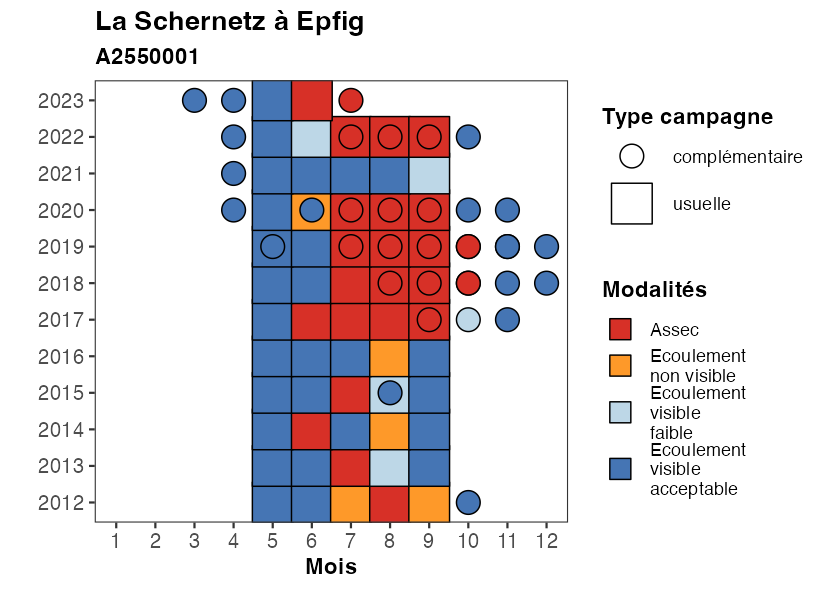 La Schernetz à Epfig
A2550001
2023
2022
2021
2020
2019
2018
2017
2016
2015
2014
2013
2012
1 2 3 4 5 6 7 8 9 10 11 12
Mois
Type campagne
complémentaire
usuelle
Modalités
Assec
Ecoulement
non visible
Ecoulement
visible
faible
Ecoulement
visible
acceptable